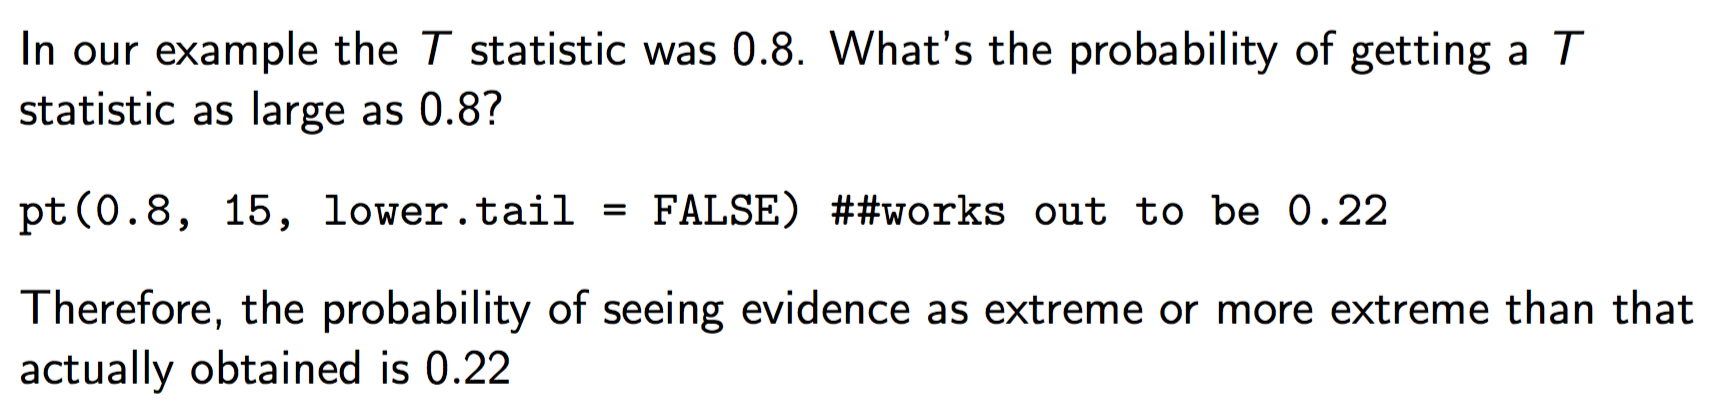 In our example the T statistic was 0.8. What's the probability of getting a T
statistic as large as 0.8?
pt(0.8, 15, lower.tail = FALSE) ##works out to be 0.22
Therefore, the probability of seeing evidence as extreme or more extreme than that
actually obtained is 0.22